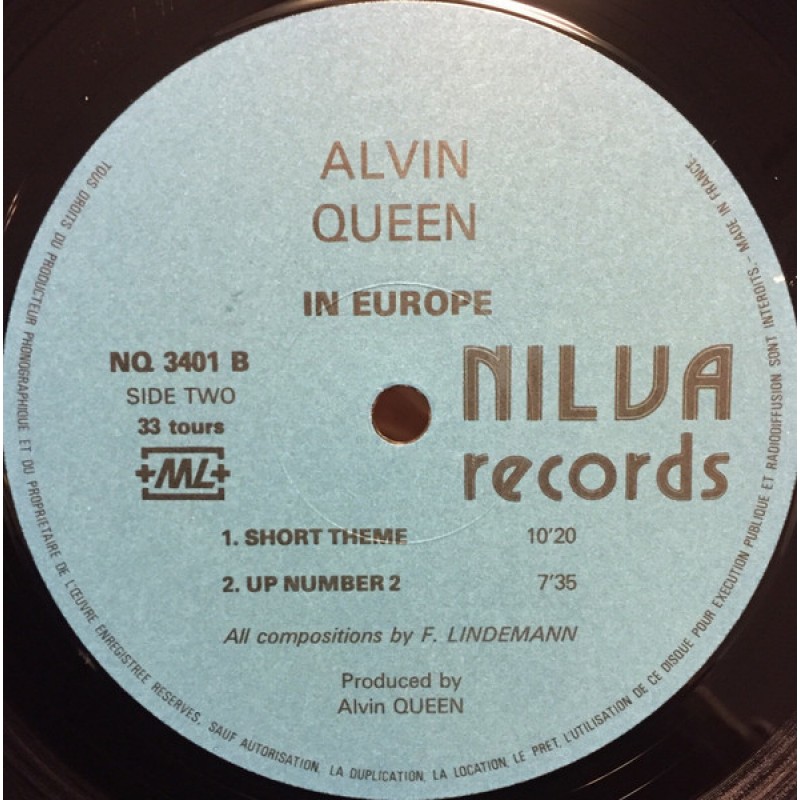 ALVIN
QUEEN
IN EUROPE
NQ 3401 B
SIDE TWO
33 tours
+ML+
NILVA
records
1. SHORT THEME 10'20
2. UP NUMBER 2 7'35
All compositions by F. LINDEMANN
Produced by
Alvin QUEEN
TOUS DROITS DU PRODUCTEUR PHONOGRAPHIQUE ET DU PROPRIETAIRE DE L'ŒUVRE ENREGISTREE RESERVES. SAUF AUTORISATION, LA DUPLICATION, LA LOCATION, LE PRET, L'UTILISATION DE CE DISQUE POUR EXECUTION PUBLIQUE ET RADIODIFFUSION SONT INTERDITS. - MADE IN FRANCE.